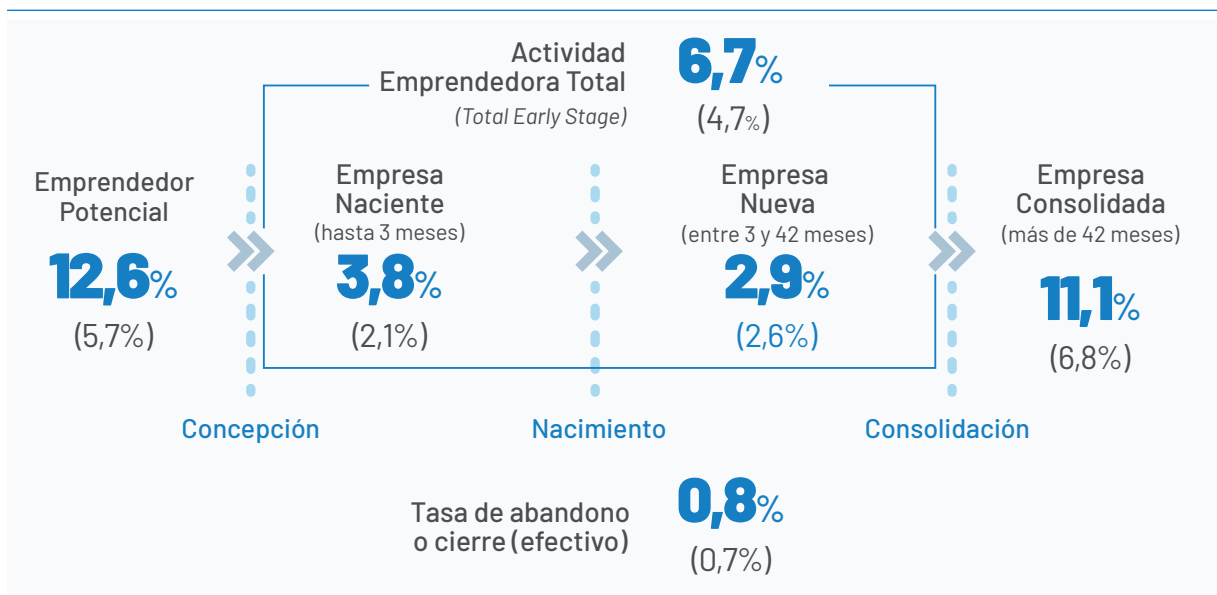 Actividad
Emprendedora Total
(Total Early Stage)
6,7%
(4,7%)
Emprendedor
Potencial
12,6%
(5,7%)
Empresa
Naciente
(hasta 3 meses)
3,8%
(2,1%)
Empresa
Nueva
(entre 3 y 42 meses)
2,9%
(2,6%)
Empresa
Consolidada
(más de 42 meses)
11,1%
(6,8%)
Concepción
Nacimiento
Consolidación
Tasa de abandono
o cierre (efectivo)
0,8%
(0,7%)